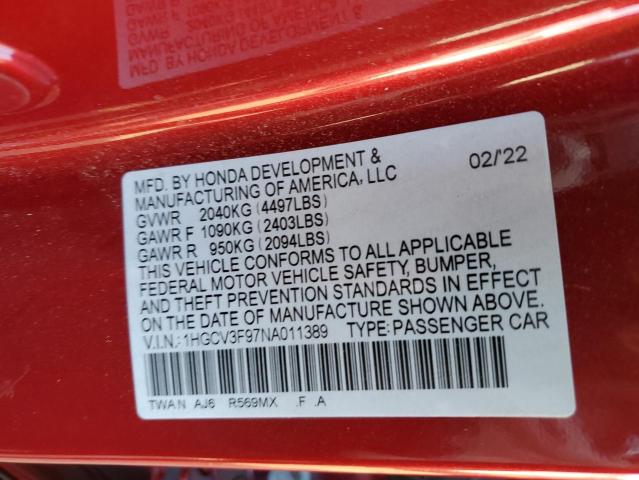 MFD. BY HONDA DEVELOPMENT & 02/'22
MANUFACTURING OF AMERICA, LLC
GVWR 2040KG (4497LBS)
GAWR F 1090KG (2403LBS)
GAWR R 950KG (2094LBS)
THIS VEHICLE CONFORMS TO ALL APPLICABLE
FEDERAL MOTOR VEHICLE SAFETY, BUMPER,
AND THEFT PREVENTION STANDARDS IN EFFECT
ON THE DATE OF MANUFACTURE SHOWN ABOVE.
V.I.N.: 1HGCV3F97NA011389 TYPE: PASSENGER CAR
TWAN AJ6 R569MX .F .A